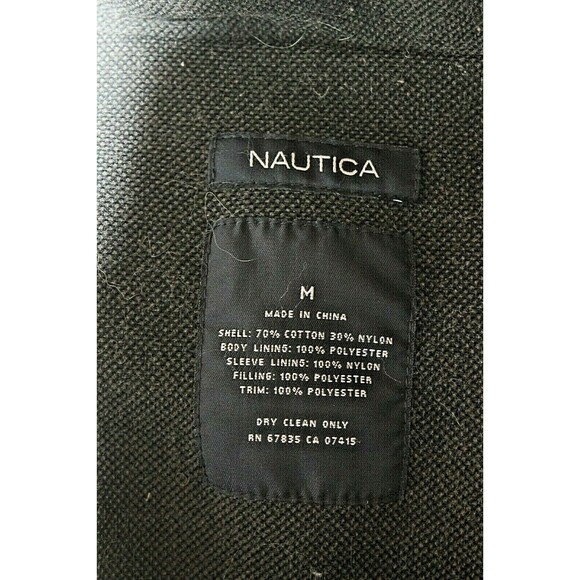 NAUTICA
M
MADE IN CHINA
SHELL: 70% COTTON 30% NYLON
BODY LINING: 100% POLYESTER
SLEEVE LINING: 100% NYLON
FILLING: 100% POLYESTER
TRIM: 100% POLYESTER
DRY CLEAN ONLY
RN 67835 CA 07415